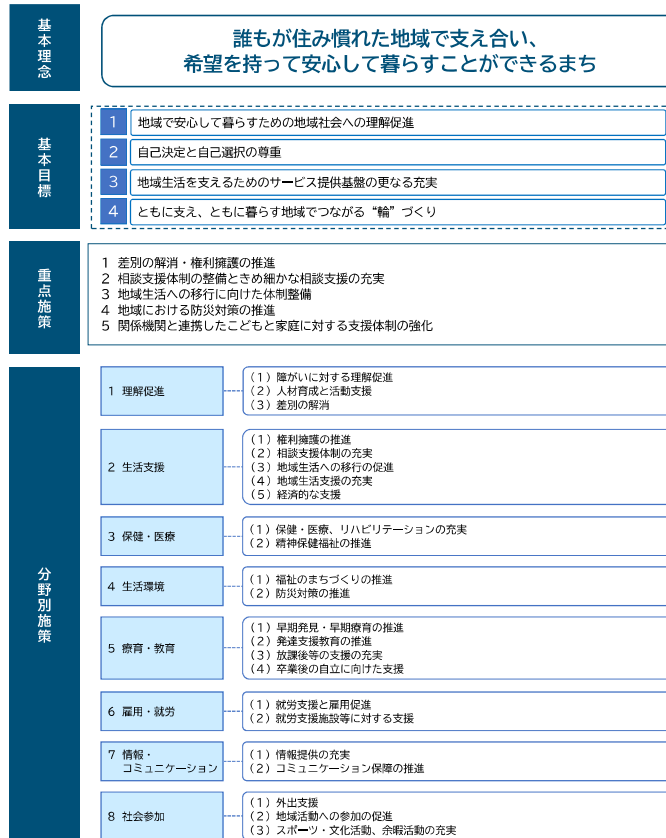 基本理念
誰もが住み慣れた地域で支え合い、
希望を持って安心して暮らすことができるまち
基本目標
1 地域で安心して暮らすための地域社会への理解促進
2 自己決定と自己選択の尊重
3 地域生活を支えるためのサービス提供基盤の更なる充実
4 ともに支え、ともに暮らす地域でつながる“輪”づくり
重点施策
1 差別の解消・権利擁護の推進
2 相談支援体制の整備ときめ細かな相談支援の充実
3 地域生活への移行に向けた体制整備
4 地域における防災対策の推進
5 関係機関と連携したこどもと家庭に対する支援体制の強化
分野別施策
1 理解促進
（1）障がいに対する理解促進
（2）人材育成と活動支援
（3）差別の解消
2 生活支援
（1）権利擁護の推進
（2）相談支援体制の充実
（3）地域生活への移行の促進
（4）地域生活支援の充実
（5）経済的な支援
3 保健・医療
（1）保健・医療、リハビリテーションの充実
（2）精神保健福祉の推進
4 生活環境
（1）福祉のまちづくりの推進
（2）防災対策の推進
5 療育・教育
（1）早期発見・早期療育の推進
（2）発達支援教育の推進
（3）放課後等の支援の充実
（4）卒業後の自立に向けた支援
6 雇用・就労
（1）就労支援と雇用促進
（2）就労支援施設等に対する支援
7 情報・
コミュニケーション
（1）情報提供の充実
（2）コミュニケーション保障の推進
8 社会参加
（1）外出支援
（2）地域活動への参加の促進
（3）スポーツ・文化活動、余暇活動の充実